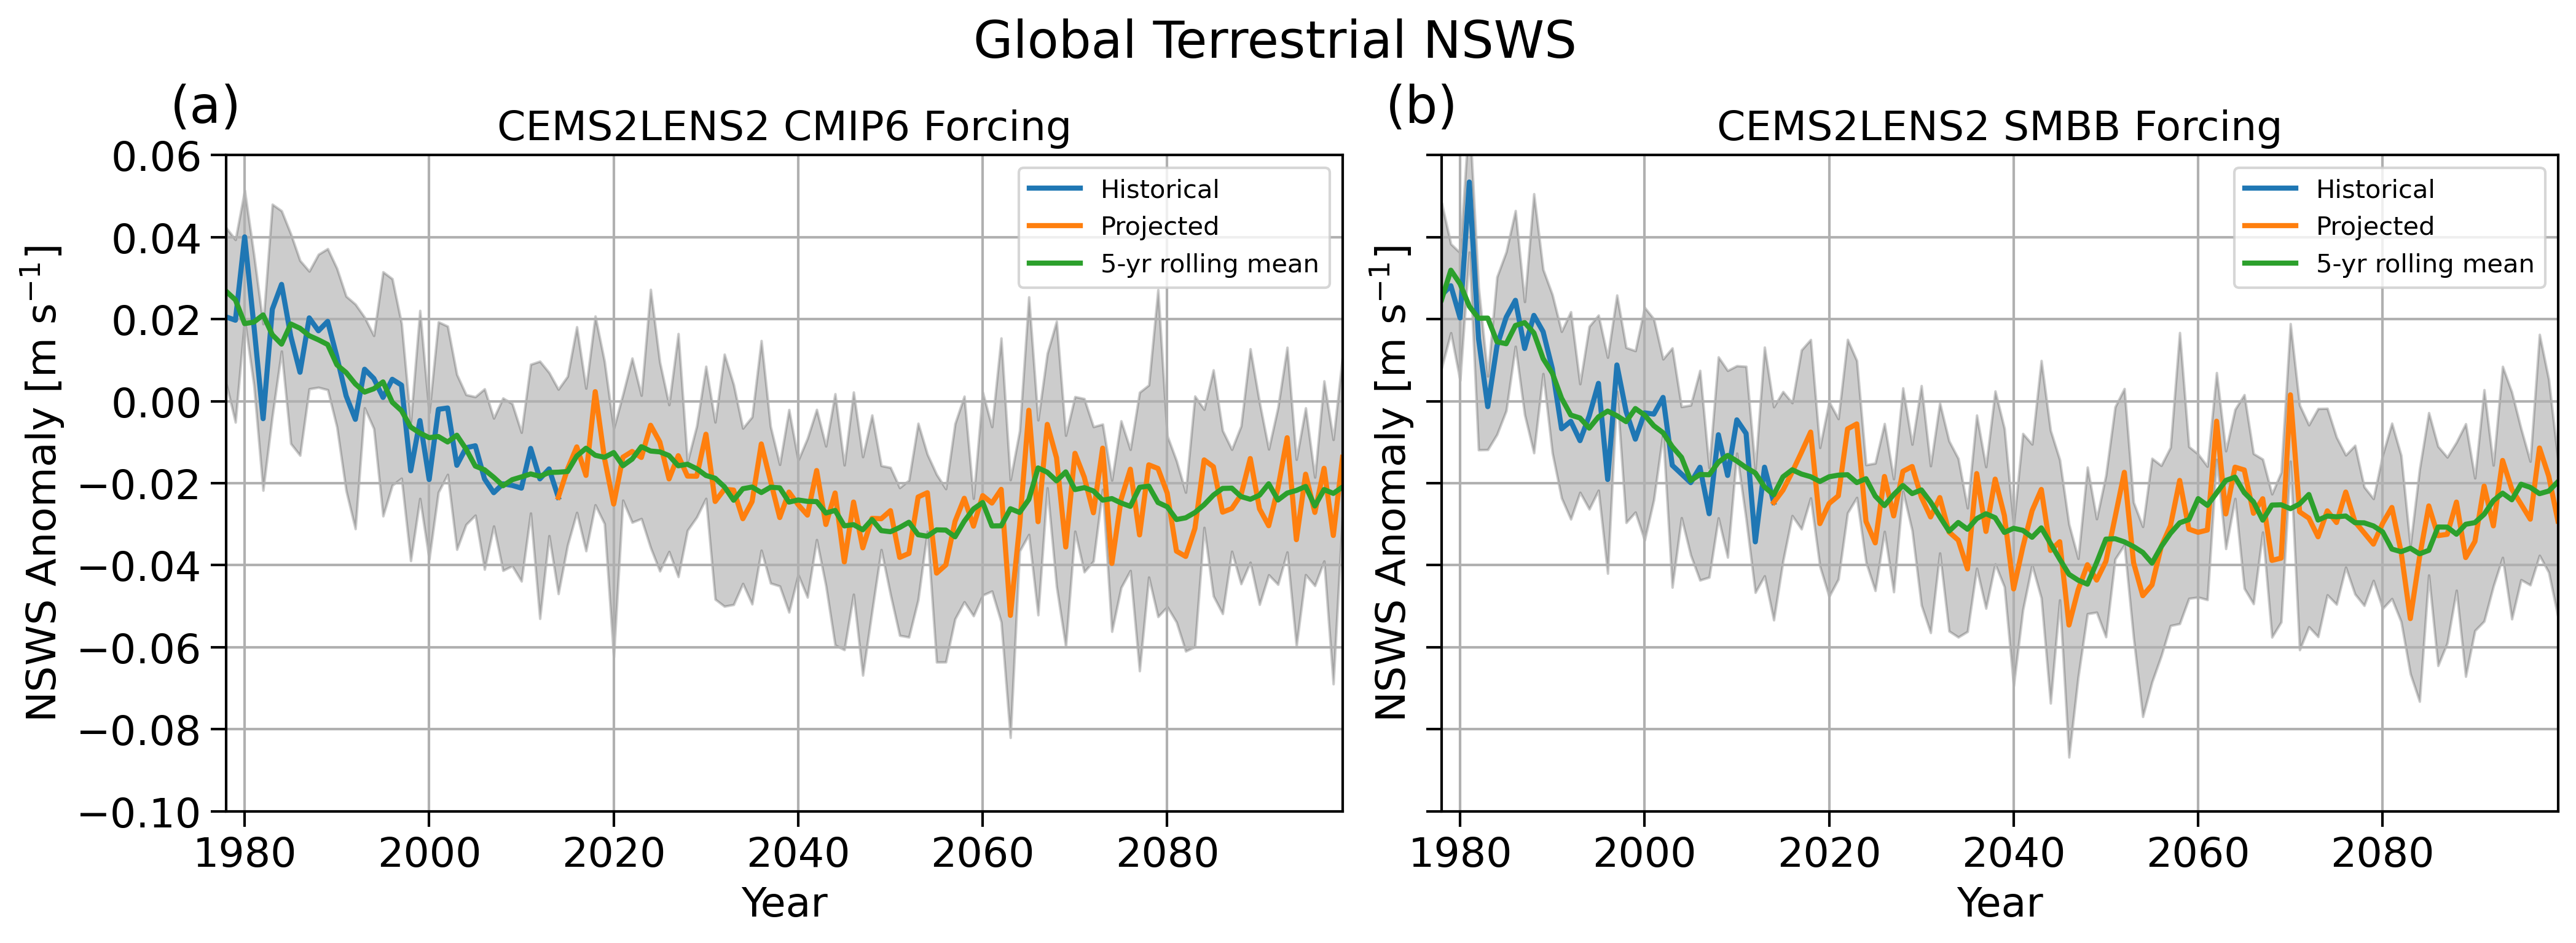 Global Terrestrial NSWS
(a)
CEMS2LENS2 CMIP6 Forcing
NSWS Anomaly [m s⁻¹]
0.06
0.04
0.02
0.00
−0.02
−0.04
−0.06
−0.08
−0.10
Historical
Projected
5-yr rolling mean
1980 2000 2020 2040 2060 2080
Year
(b)
CEMS2LENS2 SMBB Forcing
NSWS Anomaly [m s⁻¹]
Historical
Projected
5-yr rolling mean
1980 2000 2020 2040 2060 2080
Year